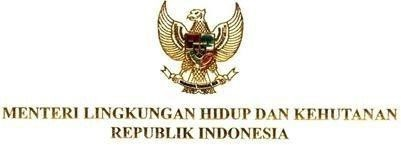 MENTERI LINGKUNGAN HIDUP DAN KEHUTANAN
REPUBLIK INDONESIA